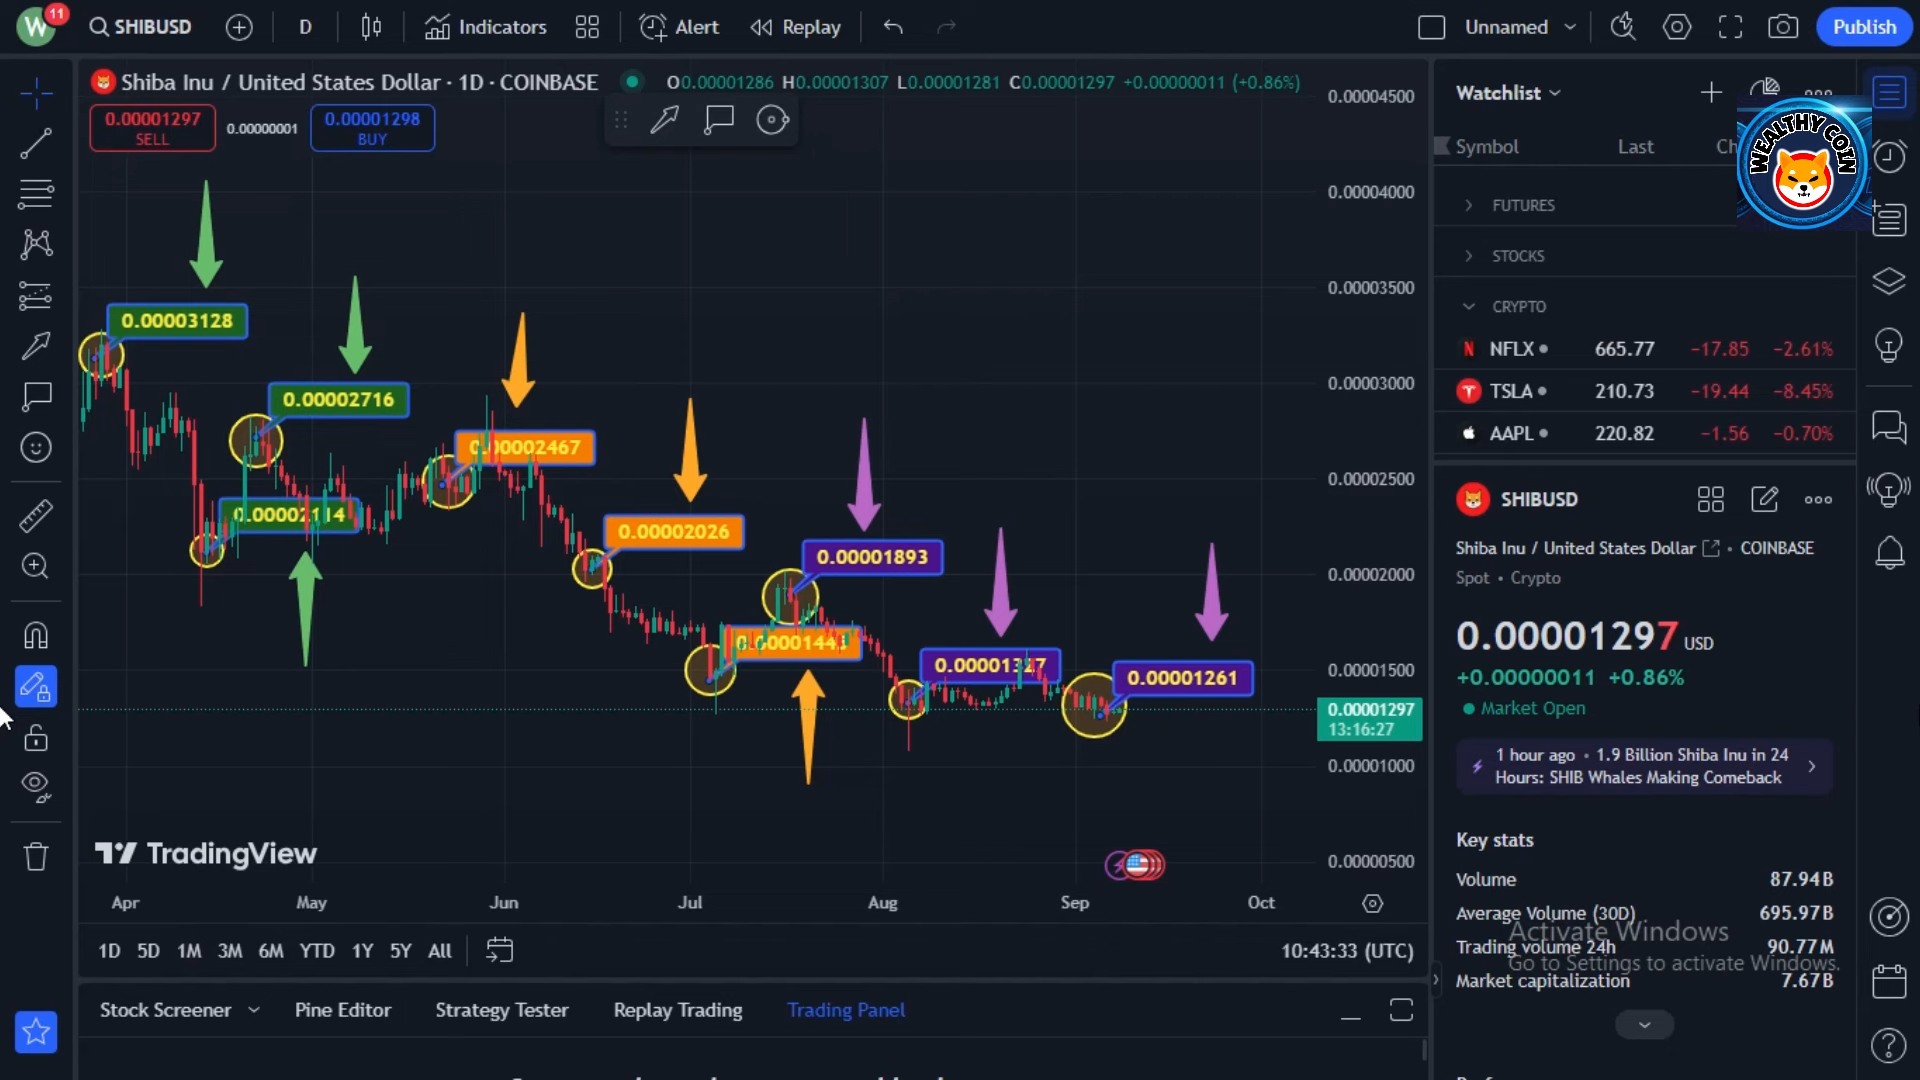 W 11 SHIBUSD D Indicators Alert Replay Unnamed Publish
Shiba Inu / United States Dollar · 1D · COINBASE O0.00001286 H0.00001307 L0.00001281 C0.00001297 +0.00000011 (+0.86%)
0.00001297 SELL
0.00000001
0.00001298 BUY
0.00003128
0.00002716
0.00002114
0.00002467
0.00002026
0.00001893
0.00001327
0.00001261
0.00004500
0.00004000
0.00003500
0.00003000
0.00002500
0.00002000
0.00001500
0.00001297
13:16:27
0.00001000
0.00000500
TradingView
Apr May Jun Jul Aug Sep Oct
1D 5D 1M 3M 6M YTD 1Y 5Y All 10:43:33 (UTC)
Stock Screener Pine Editor Strategy Tester Replay Trading Trading Panel
Watchlist
WEALTHY COIN
Symbol Last
FUTURES
STOCKS
CRYPTO
NFLX 665.77 −17.85 −2.61%
TSLA 210.73 −19.44 −8.45%
AAPL 220.82 −1.56 −0.70%
SHIBUSD
Shiba Inu / United States Dollar • COINBASE
Spot • Crypto
0.00001297 USD
+0.00000011 +0.86%
Market Open
1 hour ago • 1.9 Billion Shiba Inu in 24
Hours: SHIB Whales Making Comeback
Key stats
Volume 87.94B
Average Volume (30D) 695.97B
Activate Windows
Trading volume 24h 90.77M
Go to Settings to activate Windows.
Market capitalization 7.67B